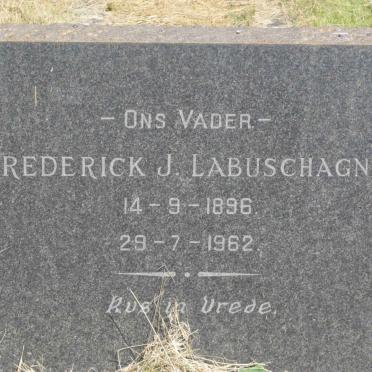 - ONS VADER -
REDERICK J. LABUSCHAGN
14 - 9 - 1896.
29 - 7 - 1962.
Rus in Vrede.